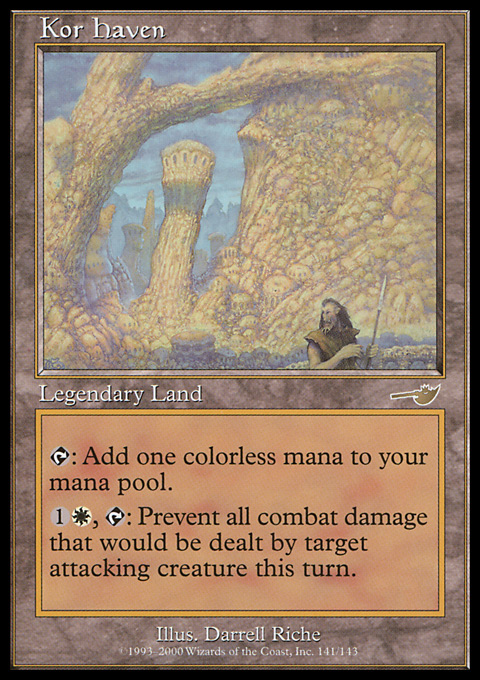 Kor Haven
Legendary Land
: Add one colorless mana to your
mana pool.
1 , : Prevent all combat damage
that would be dealt by target
attacking creature this turn.
Illus. Darrell Riche
©1993–2000 Wizards of the Coast, Inc. 141/143